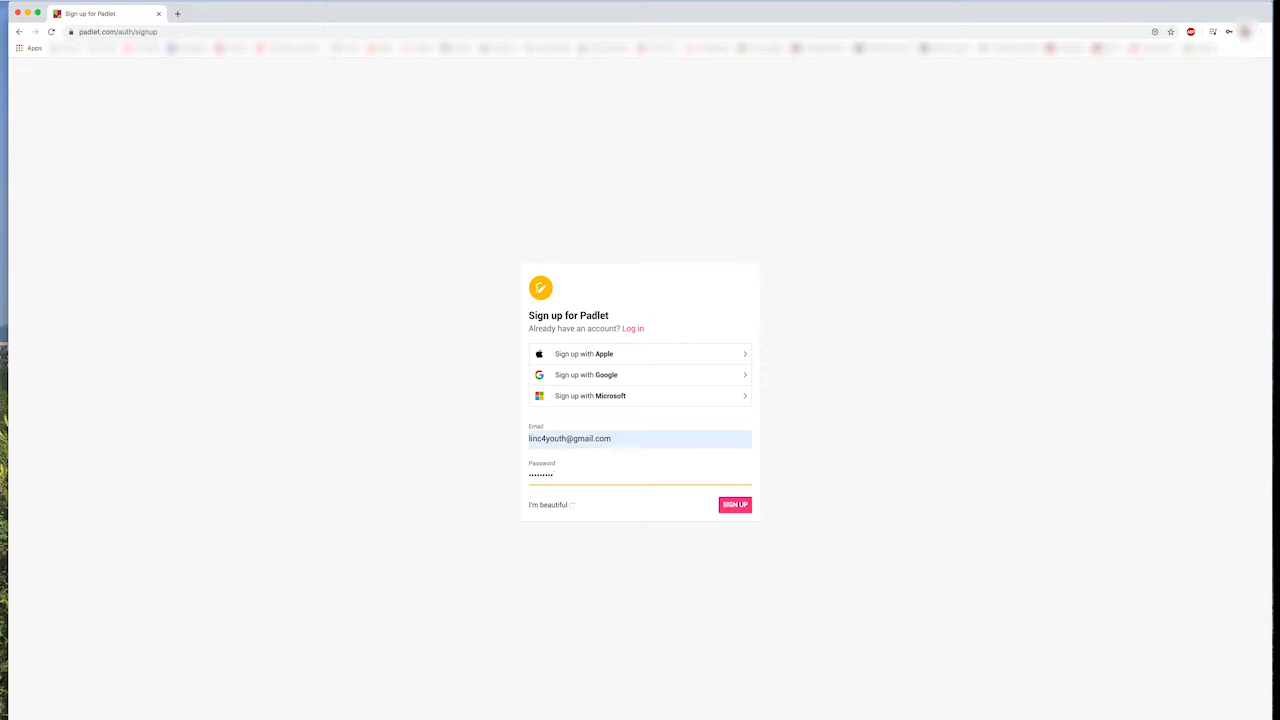 Sign up for Padlet
padlet.com/auth/signup
Apps
Sign up for Padlet
Already have an account? Log in
Sign up with Apple
Sign up with Google
Sign up with Microsoft
Email
linc4youth@gmail.com
Password
•••••••••
I'm beautiful
SIGN UP